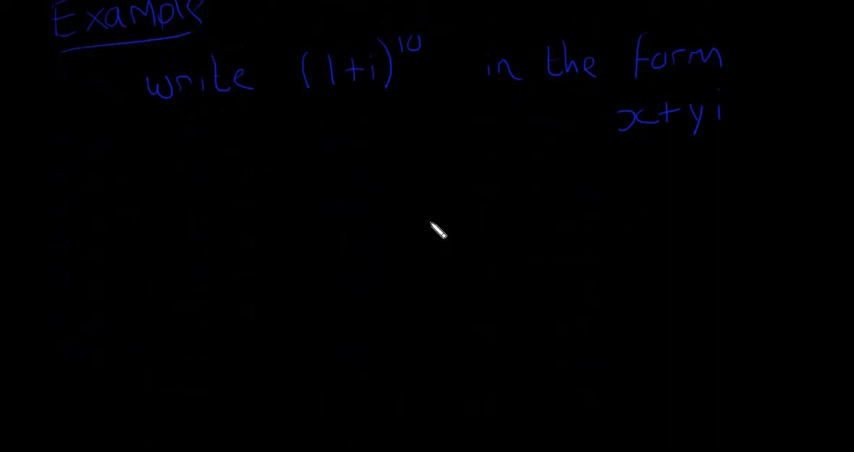 Example
write (1+i)^10 in the form
x+yi